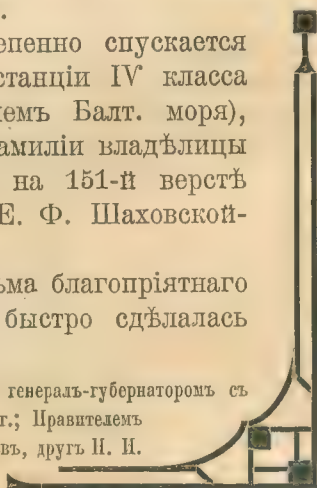 .
епенно спускается
станціи IV класса
емъ Балт. моря),
амиліи владѣлицы
на 151-й верстѣ
Е. Ф. Шаховской-
ьма благопріятнаго
быстро сдѣлалась
генералъ-губернаторомъ съ
г.; Правителемъ
въ, другъ Н. И.